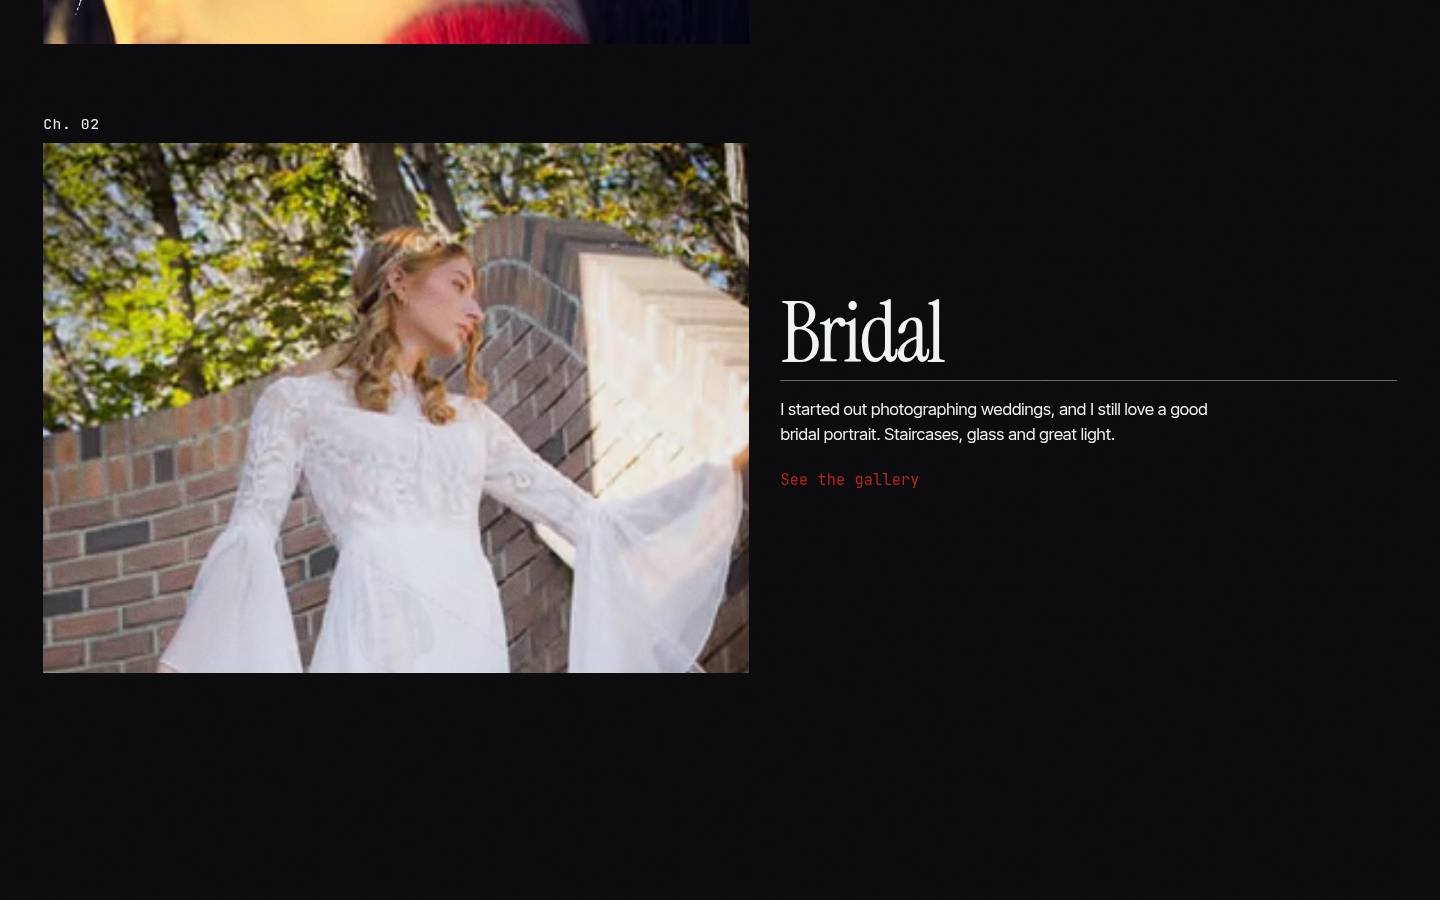 Ch. 02
Bridal
I started out photographing weddings, and I still love a good
bridal portrait. Staircases, glass and great light.
See the gallery